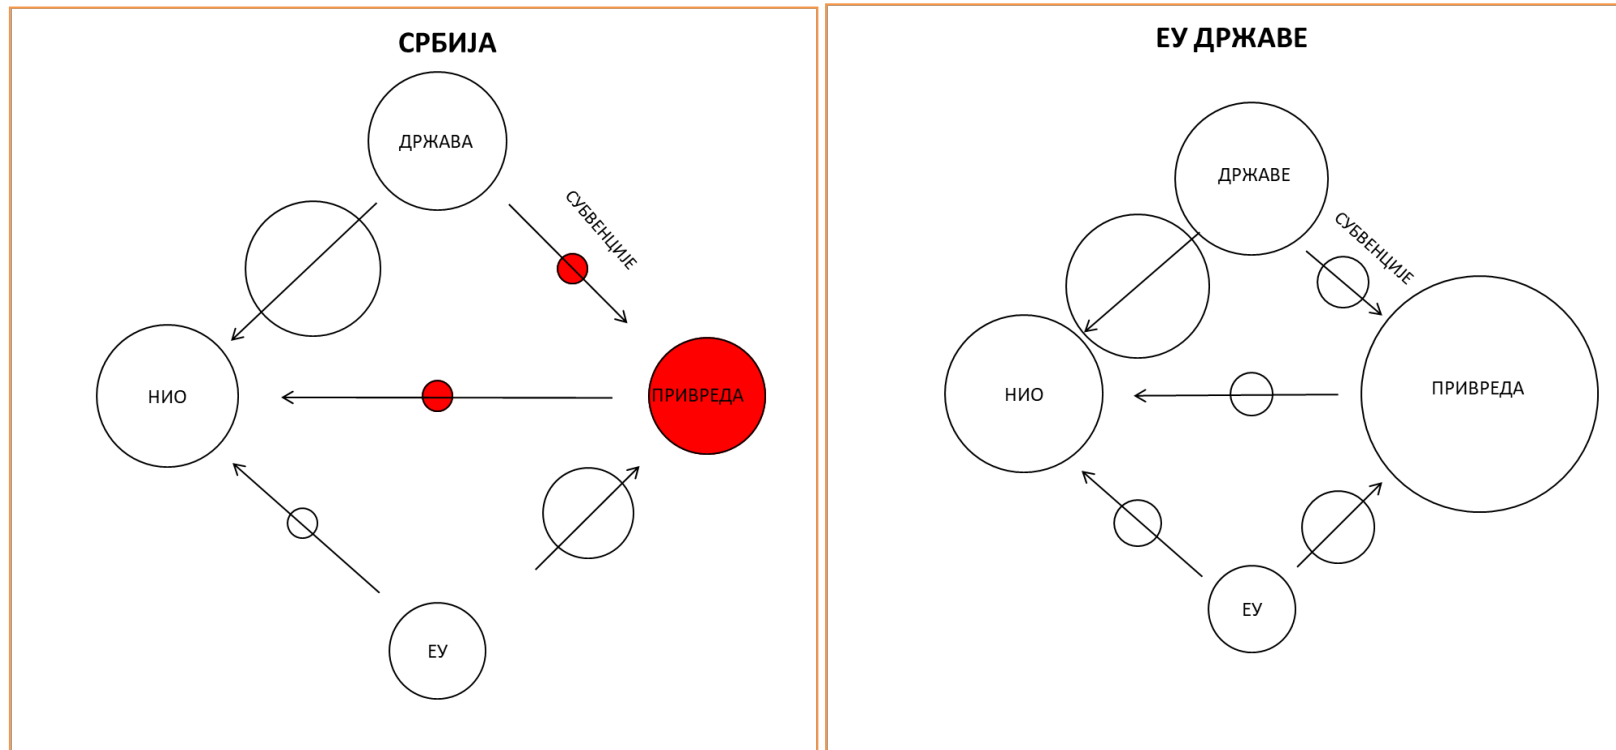 СРБИЈА
ДРЖАВА
СУБВЕНЦИЈЕ
НИО
ПРИВРЕДА
ЕУ
ЕУ ДРЖАВЕ
ДРЖАВЕ
СУБВЕНЦИЈЕ
НИО
ПРИВРЕДА
ЕУ